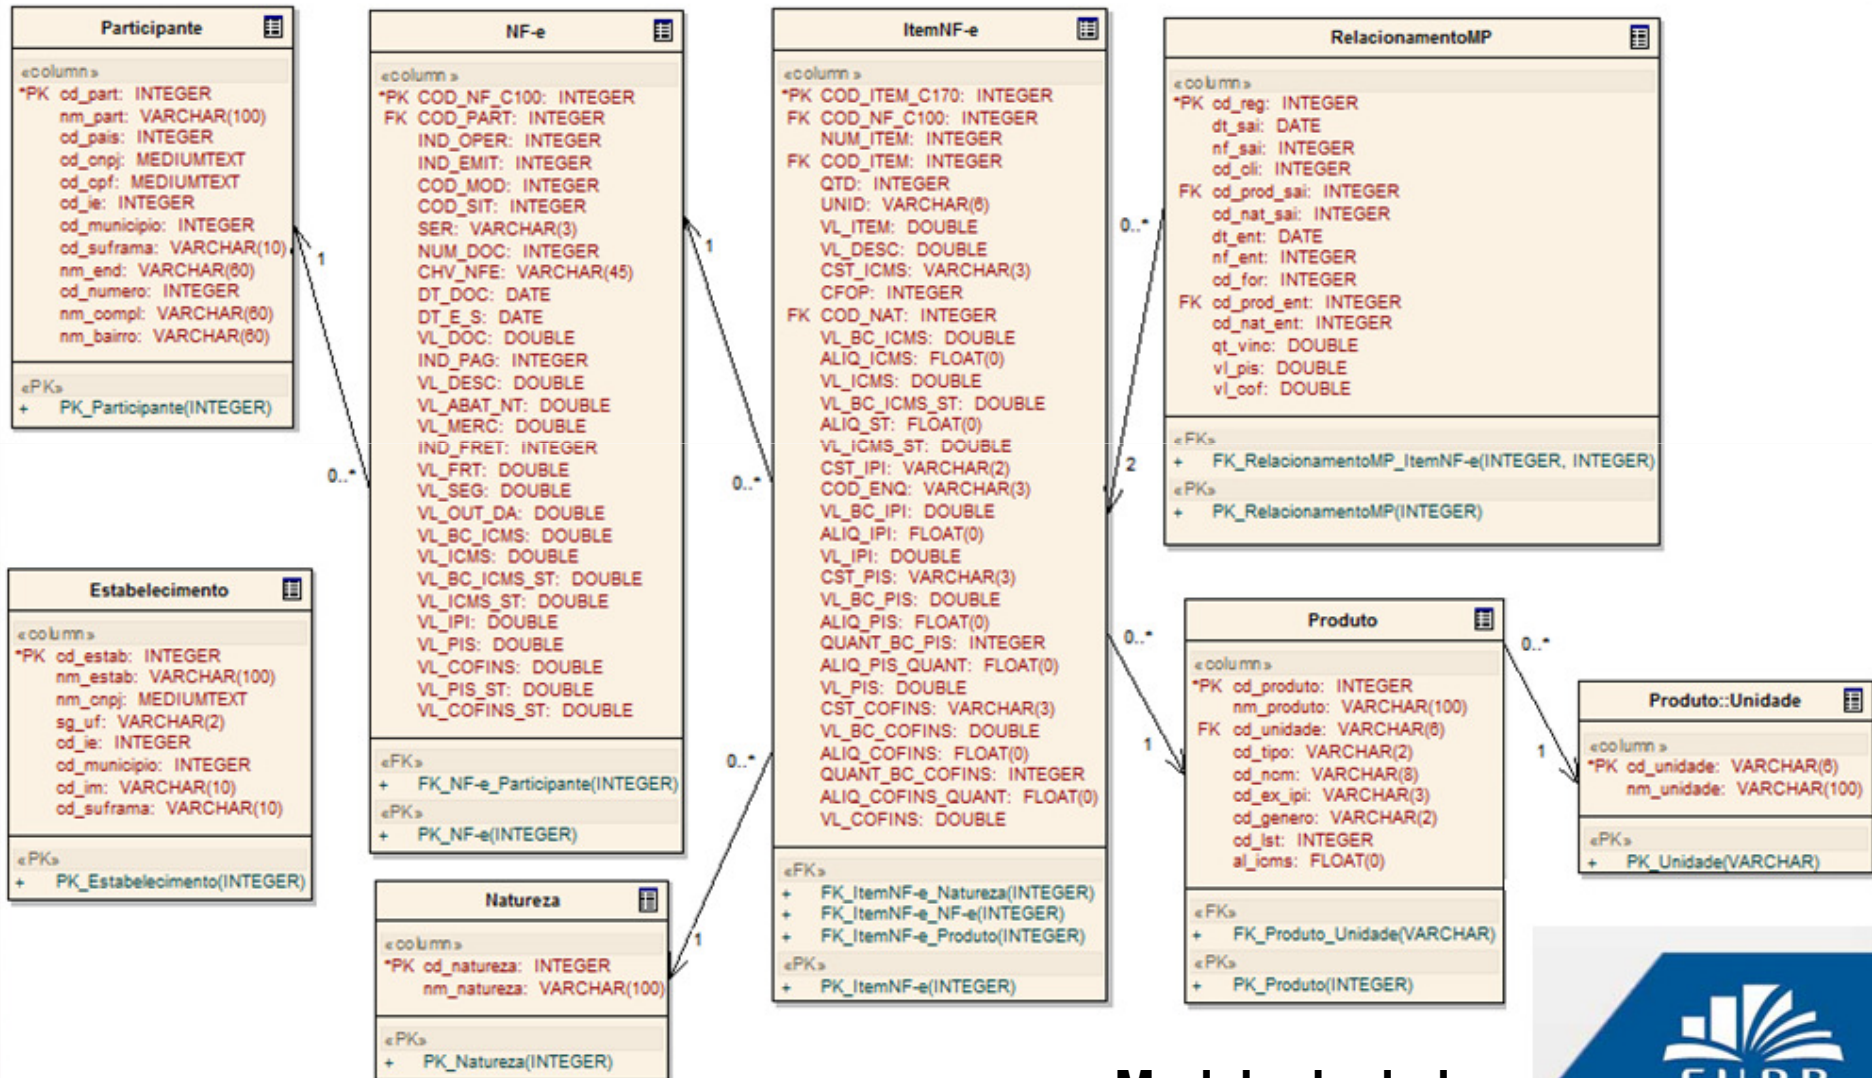 Participante
«column»
*PK cd_part: INTEGER
nm_part: VARCHAR(100)
cd_pais: INTEGER
cd_cnpj: MEDIUMTEXT
cd_cpf: MEDIUMTEXT
cd_ie: INTEGER
cd_municipio: INTEGER
cd_suframa: VARCHAR(10)
nm_end: VARCHAR(60)
cd_numero: INTEGER
nm_compl: VARCHAR(60)
nm_bairro: VARCHAR(60)
«PK»
+ PK_Participante(INTEGER)
1
0..*
NF-e
«column»
*PK COD_NF_C100: INTEGER
FK COD_PART: INTEGER
IND_OPER: INTEGER
IND_EMIT: INTEGER
COD_MOD: INTEGER
COD_SIT: INTEGER
SER: VARCHAR(3)
NUM_DOC: INTEGER
CHV_NFE: VARCHAR(45)
DT_DOC: DATE
DT_E_S: DATE
VL_DOC: DOUBLE
IND_PAG: INTEGER
VL_DESC: DOUBLE
VL_ABAT_NT: DOUBLE
VL_MERC: DOUBLE
IND_FRET: INTEGER
VL_FRT: DOUBLE
VL_SEG: DOUBLE
VL_OUT_DA: DOUBLE
VL_BC_ICMS: DOUBLE
VL_ICMS: DOUBLE
VL_BC_ICMS_ST: DOUBLE
VL_ICMS_ST: DOUBLE
VL_IPI: DOUBLE
VL_PIS: DOUBLE
VL_COFINS: DOUBLE
VL_PIS_ST: DOUBLE
VL_COFINS_ST: DOUBLE
«FK»
+ FK_NF-e_Participante(INTEGER)
«PK»
+ PK_NF-e(INTEGER)
1
0..*
ItemNF-e
«column»
*PK COD_ITEM_C170: INTEGER
FK COD_NF_C100: INTEGER
NUM_ITEM: INTEGER
FK COD_ITEM: INTEGER
QTD: INTEGER
UNID: VARCHAR(6)
VL_ITEM: DOUBLE
VL_DESC: DOUBLE
CST_ICMS: VARCHAR(3)
CFOP: INTEGER
FK COD_NAT: INTEGER
VL_BC_ICMS: DOUBLE
ALIQ_ICMS: FLOAT(0)
VL_ICMS: DOUBLE
VL_BC_ICMS_ST: DOUBLE
ALIQ_ST: FLOAT(0)
VL_ICMS_ST: DOUBLE
CST_IPI: VARCHAR(2)
COD_ENQ: VARCHAR(3)
VL_BC_IPI: DOUBLE
ALIQ_IPI: FLOAT(0)
VL_IPI: DOUBLE
CST_PIS: VARCHAR(3)
VL_BC_PIS: DOUBLE
ALIQ_PIS: FLOAT(0)
QUANT_BC_PIS: INTEGER
ALIQ_PIS_QUANT: FLOAT(0)
VL_PIS: DOUBLE
CST_COFINS: VARCHAR(3)
VL_BC_COFINS: DOUBLE
ALIQ_COFINS: FLOAT(0)
QUANT_BC_COFINS: INTEGER
ALIQ_COFINS_QUANT: FLOAT(0)
VL_COFINS: DOUBLE
«FK»
+ FK_ItemNF-e_Natureza(INTEGER)
+ FK_ItemNF-e_NF-e(INTEGER)
+ FK_ItemNF-e_Produto(INTEGER)
«PK»
+ PK_ItemNF-e(INTEGER)
0..*
2
RelacionamentoMP
«column»
*PK cd_reg: INTEGER
dt_sai: DATE
nf_sai: INTEGER
cd_cli: INTEGER
FK cd_prod_sai: INTEGER
cd_nat_sai: INTEGER
dt_ent: DATE
nf_ent: INTEGER
cd_for: INTEGER
FK cd_prod_ent: INTEGER
cd_nat_ent: INTEGER
qt_vinc: DOUBLE
vl_pis: DOUBLE
vl_cof: DOUBLE
«FK»
+ FK_RelacionamentoMP_ItemNF-e(INTEGER, INTEGER)
«PK»
+ PK_RelacionamentoMP(INTEGER)
Estabelecimento
«column»
*PK cd_estab: INTEGER
nm_estab: VARCHAR(100)
nm_cnpj: MEDIUMTEXT
sg_uf: VARCHAR(2)
cd_ie: INTEGER
cd_municipio: INTEGER
cd_im: VARCHAR(10)
cd_suframa: VARCHAR(10)
«PK»
+ PK_Estabelecimento(INTEGER)
0..*
1
Natureza
«column»
*PK cd_natureza: INTEGER
nm_natureza: VARCHAR(100)
«PK»
+ PK_Natureza(INTEGER)
0..*
1
Produto
«column»
*PK cd_produto: INTEGER
nm_produto: VARCHAR(100)
FK cd_unidade: VARCHAR(6)
cd_tipo: VARCHAR(2)
cd_ncm: VARCHAR(8)
cd_ex_ipi: VARCHAR(3)
cd_genero: VARCHAR(2)
cd_lst: INTEGER
al_icms: FLOAT(0)
«FK»
+ FK_Produto_Unidade(VARCHAR)
«PK»
+ PK_Produto(INTEGER)
0..*
1
Produto::Unidade
«column»
*PK cd_unidade: VARCHAR(6)
nm_unidade: VARCHAR(100)
«PK»
+ PK_Unidade(VARCHAR)